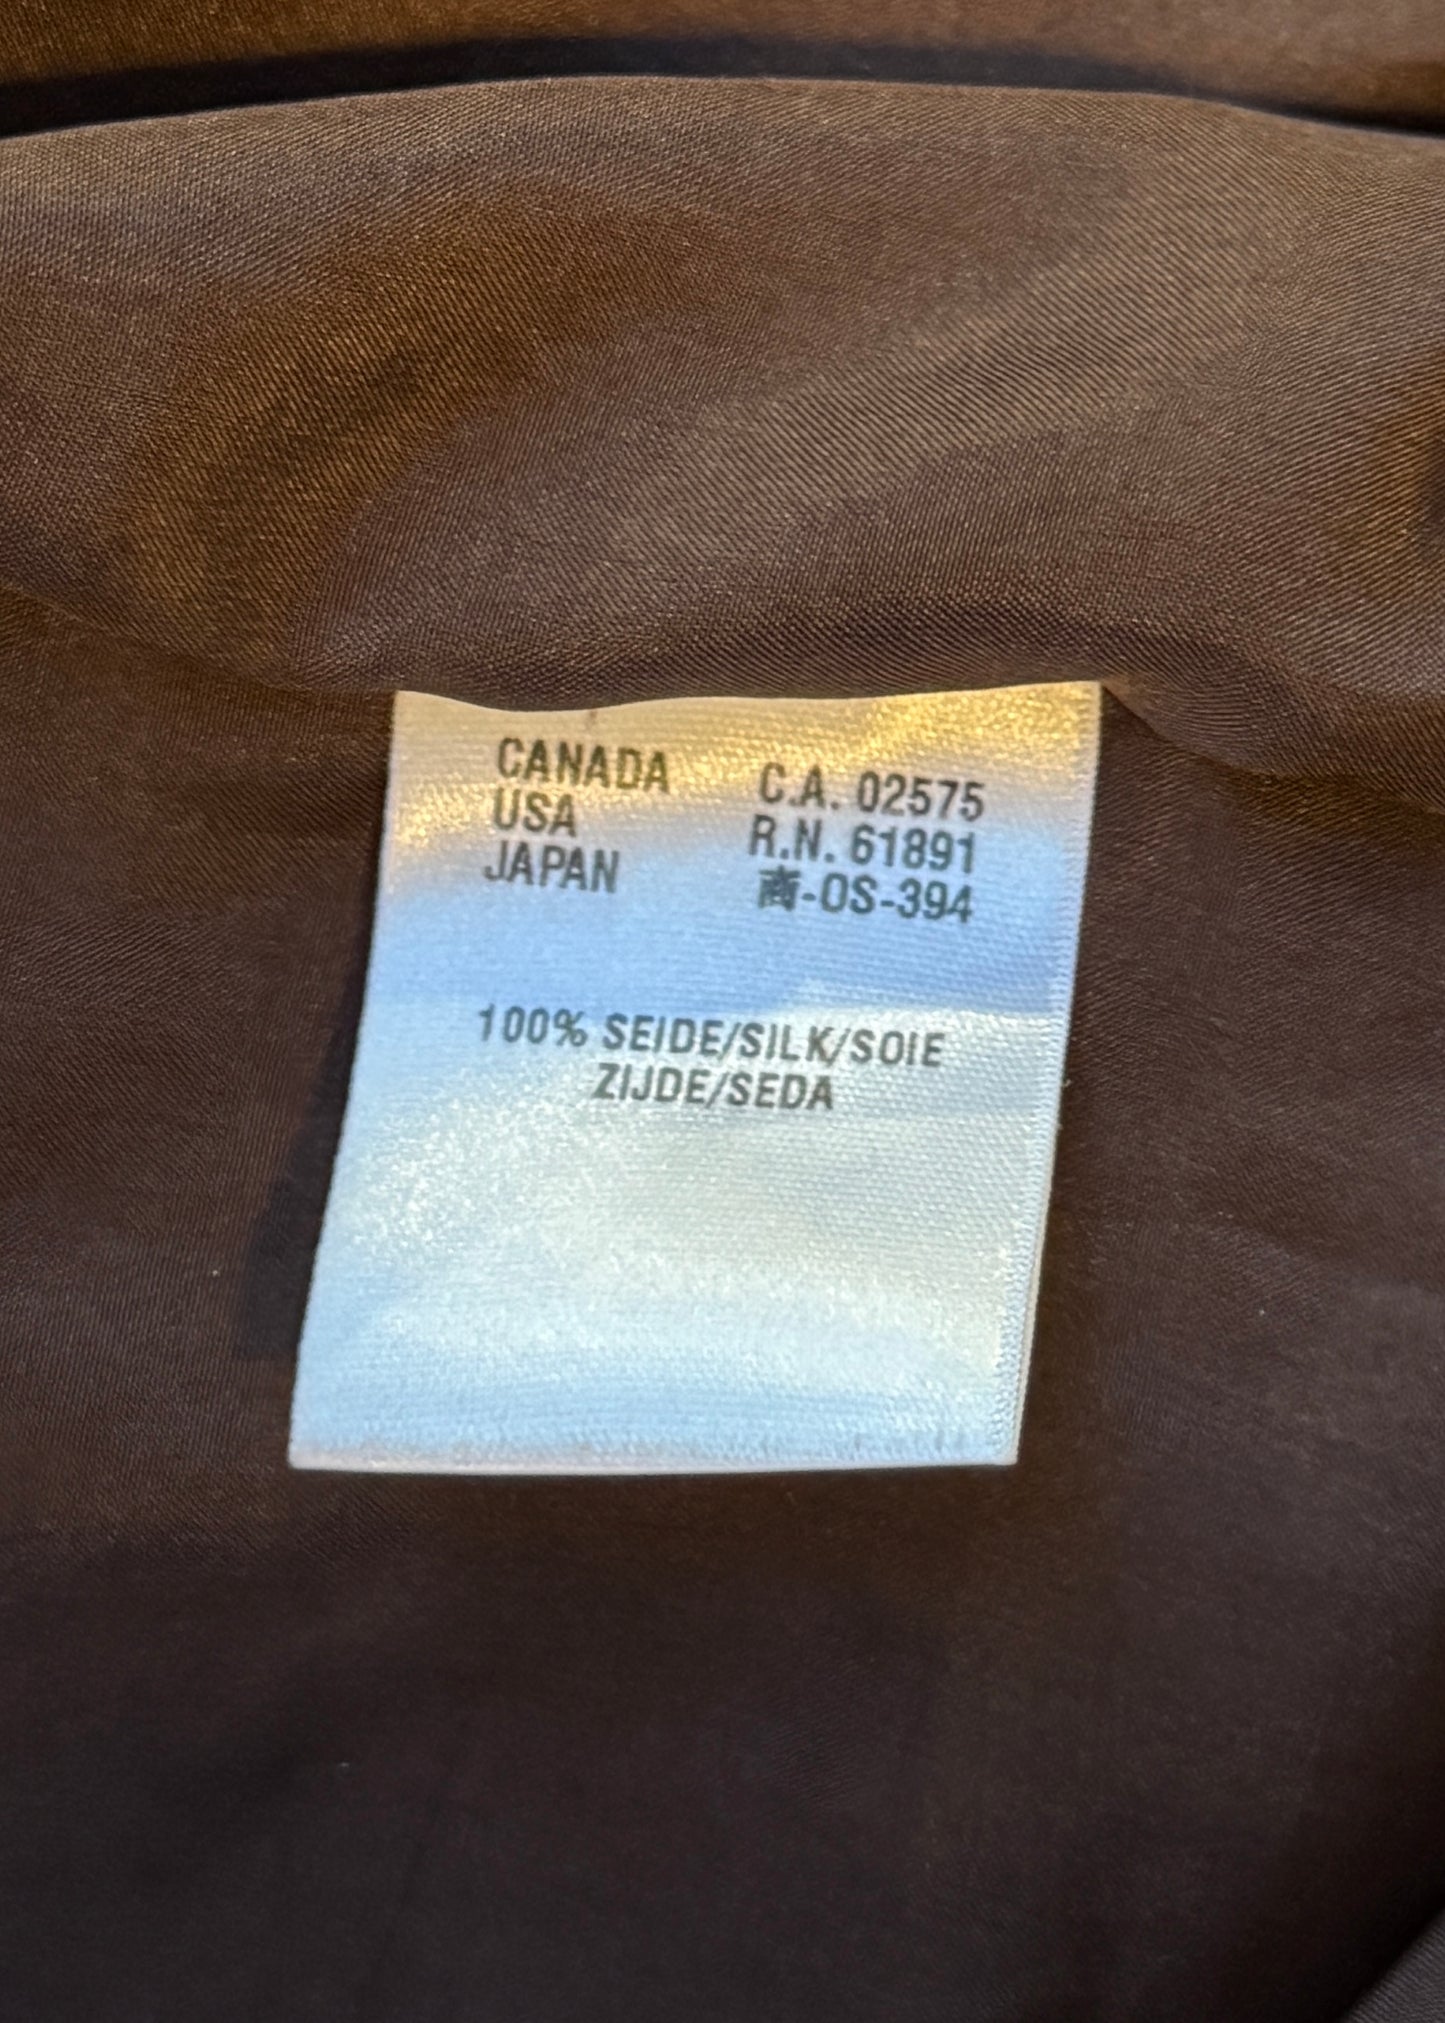 CANADA C.A. 02575
USA R.N. 61891
JAPAN 商-OS-394
100% SEIDE/SILK/SOIE
ZIJDE/SEDA